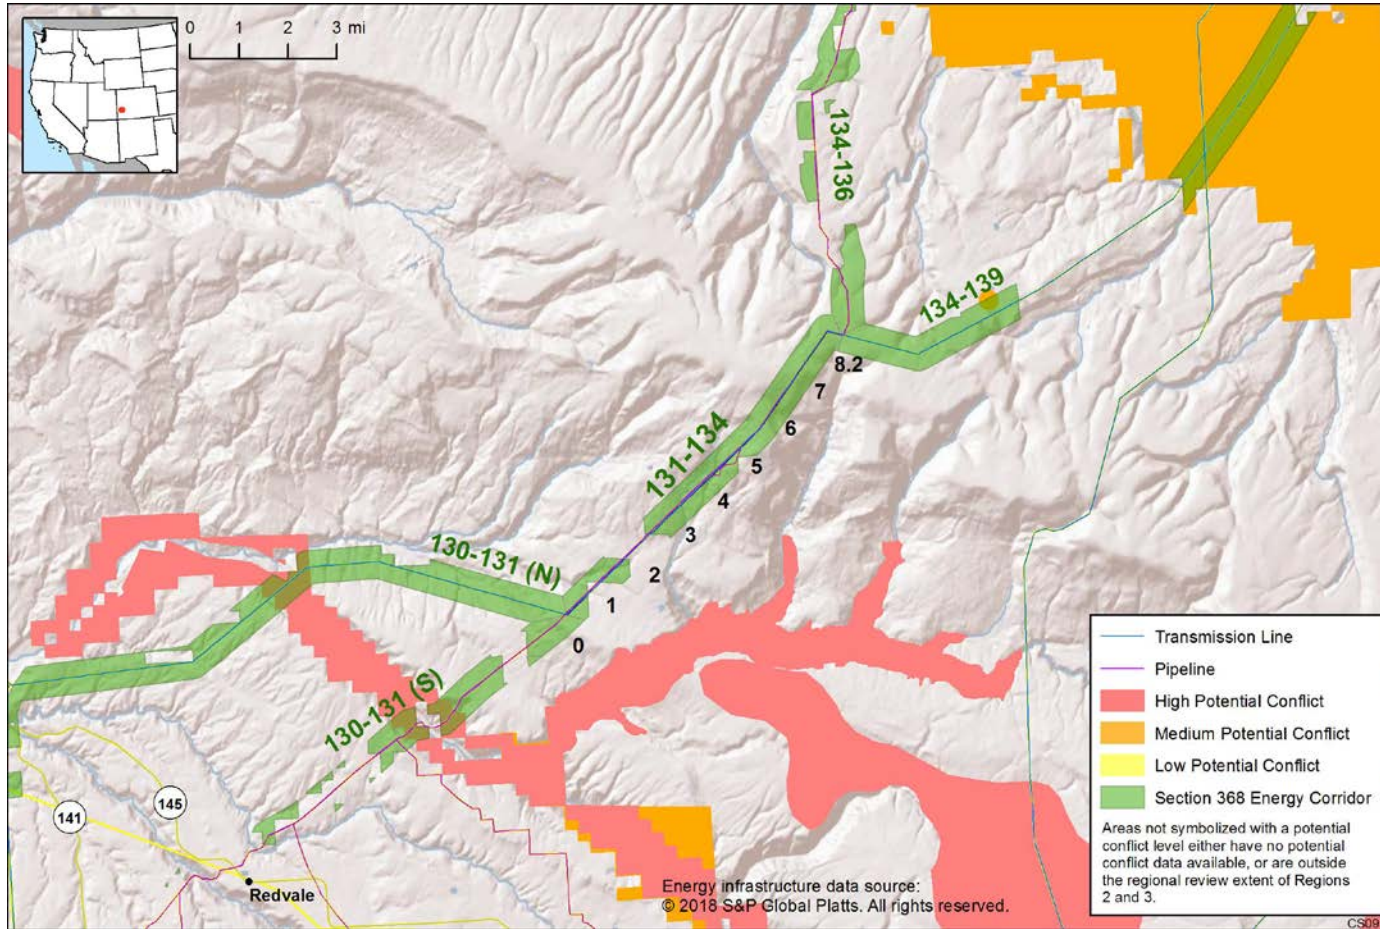 0 1 2 3 mi
134-136
134-139
8.2
7
6
131-134
5
4
3
130-131 (N)
2
1
0
130-131 (S)
145
141
Redvale
Transmission Line
Pipeline
High Potential Conflict
Medium Potential Conflict
Low Potential Conflict
Section 368 Energy Corridor
Areas not symbolized with a potential
conflict level either have no potential
conflict data available, or are outside
the regional review extent of Regions
2 and 3.
Energy infrastructure data source:
© 2018 S&P Global Platts. All rights reserved.
CS09